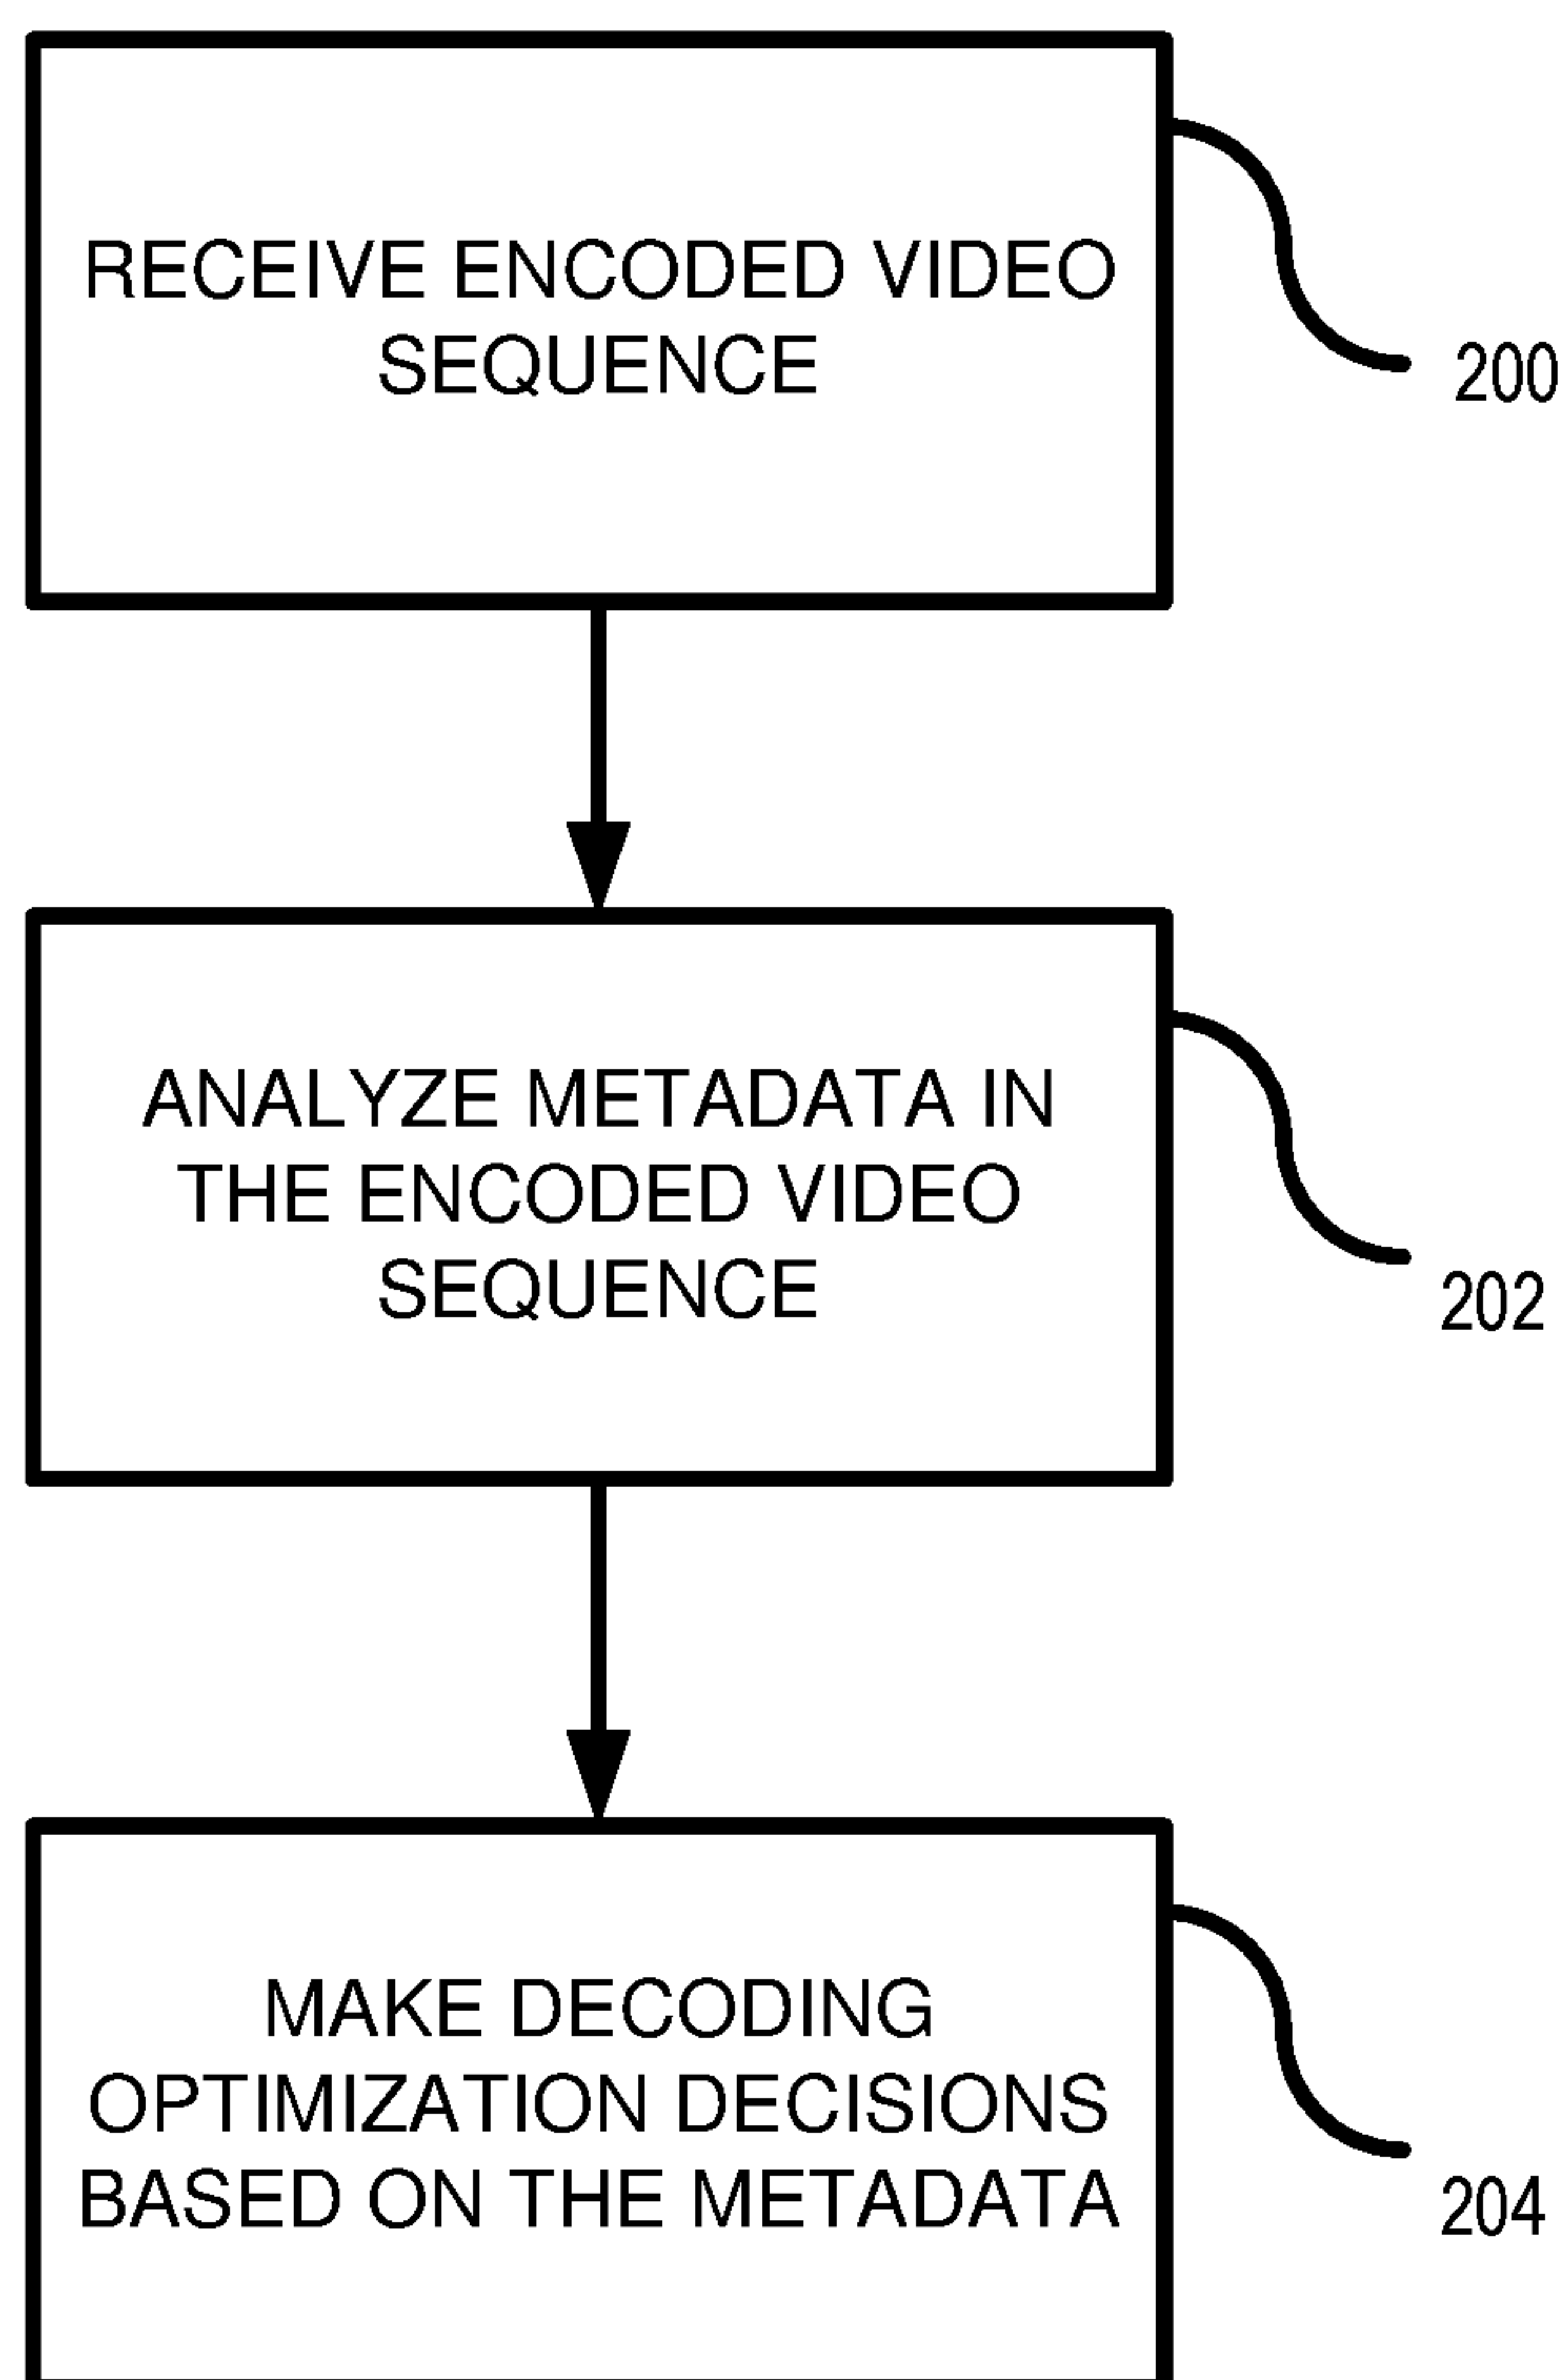 RECEIVE ENCODED VIDEO
SEQUENCE
200
ANALYZE METADATA IN
THE ENCODED VIDEO
SEQUENCE
202
MAKE DECODING
OPTIMIZATION DECISIONS
BASED ON THE METADATA
204